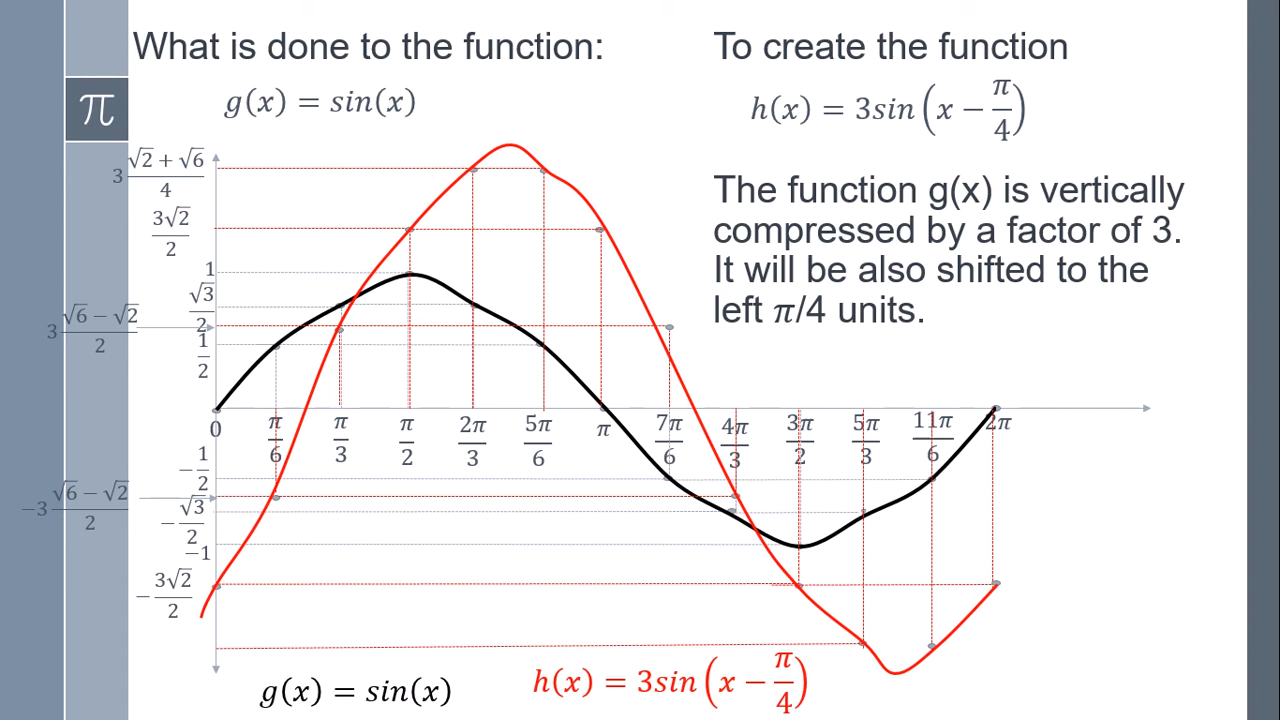 What is done to the function:
g(x) = sin(x)
To create the function
h(x) = 3sin(x − π/4)
π
The function g(x) is vertically
compressed by a factor of 3.
It will be also shifted to the
left π/4 units.
3 (√2 + √6)/4
3√2/2
1
√3/2
3 (√6 − √2)/2
1/2
0 π/6 π/3 π/2 2π/3 5π/6 π 7π/6 4π/3 3π/2 5π/3 11π/6 2π
−1/2
−3 (√6 − √2)/2
−√3/2
−1
−3√2/2
g(x) = sin(x)
h(x) = 3sin(x − π/4)